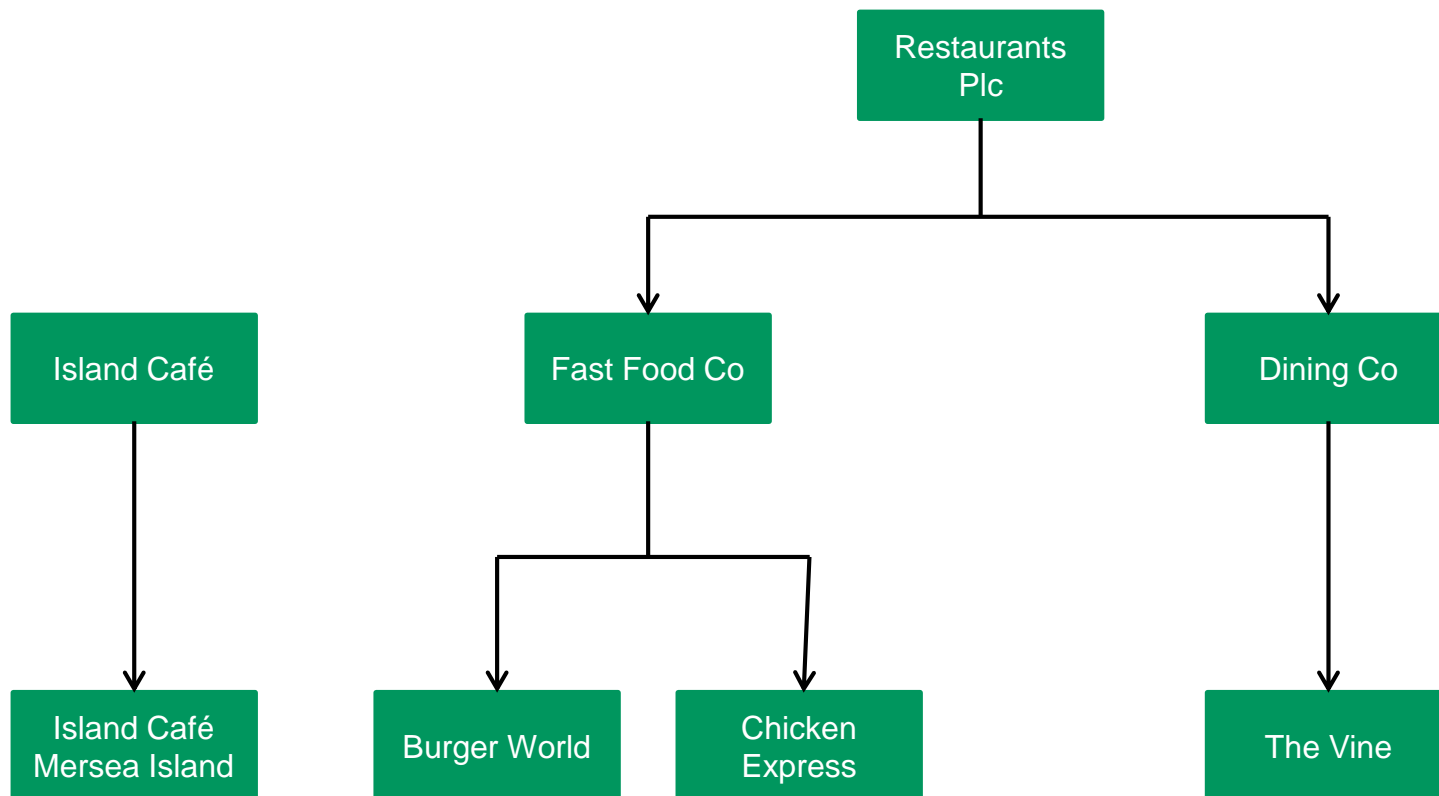 Restaurants
Plc
Island Café
Fast Food Co
Dining Co
Island Café
Mersea Island
Burger World
Chicken
Express
The Vine